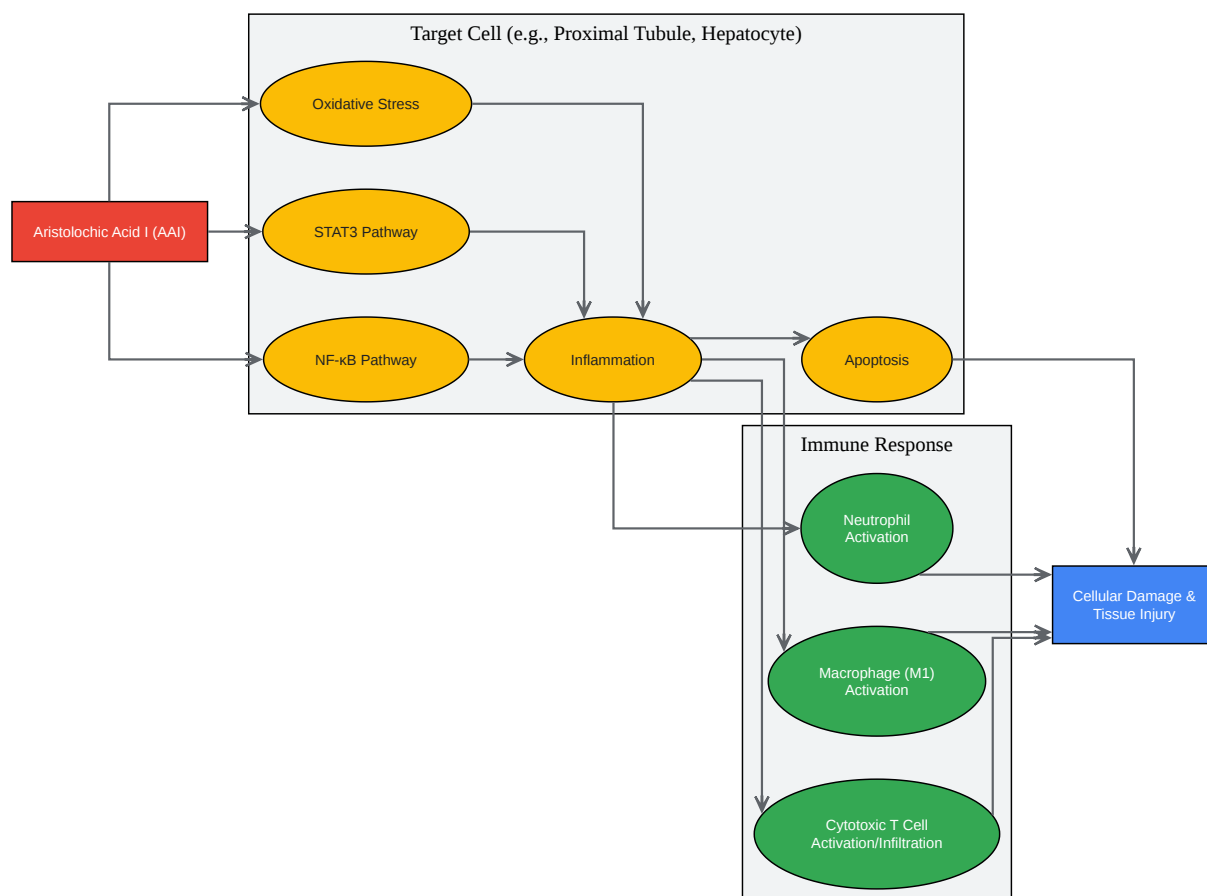 Target Cell (e.g., Proximal Tubule, Hepatocyte)
Oxidative Stress
Aristolochic Acid I (AAI)
STAT3 Pathway
NF-κB Pathway
Inflammation
Apoptosis
Immune Response
Neutrophil
Activation
Cellular Damage &
Tissue Injury
Macrophage (M1)
Activation
Cytotoxic T Cell
Activation/Infiltration